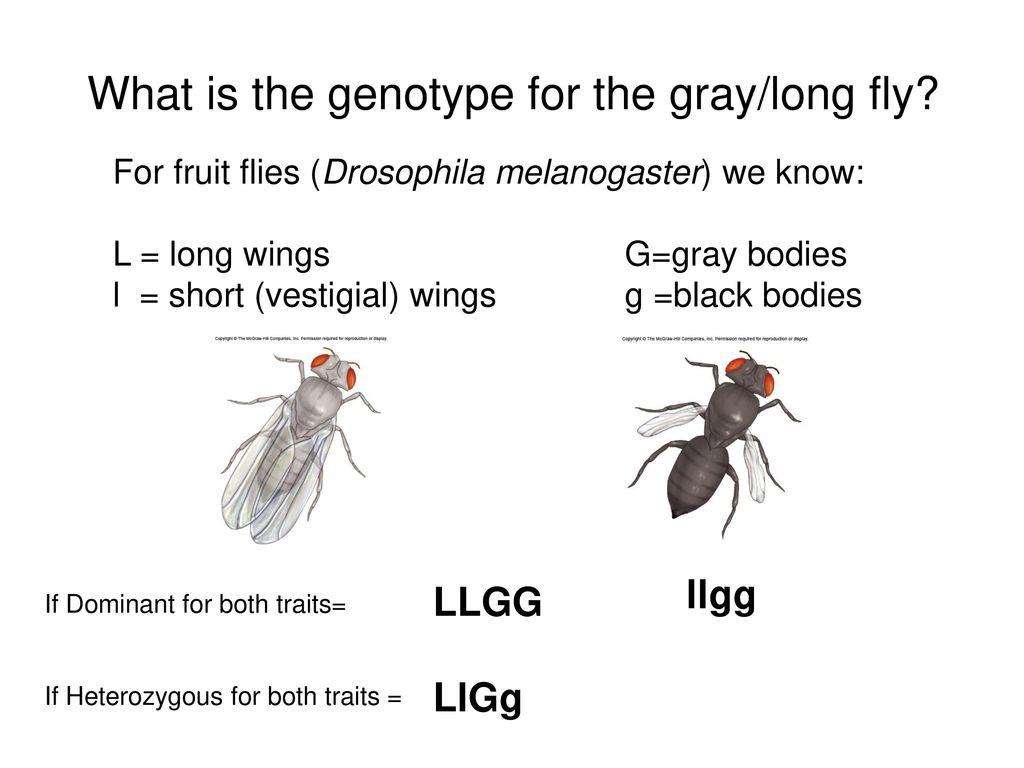 What is the genotype for the gray/long fly?
For fruit flies (Drosophila melanogaster) we know:
L = long wings
l = short (vestigial) wings
G=gray bodies
g =black bodies
Copyright © The McGraw-Hill Companies, Inc. Permission required for reproduction or display.
Copyright © The McGraw-Hill Companies, Inc. Permission required for reproduction or display.
If Dominant for both traits= LLGG
llgg
If Heterozygous for both traits = LlGg